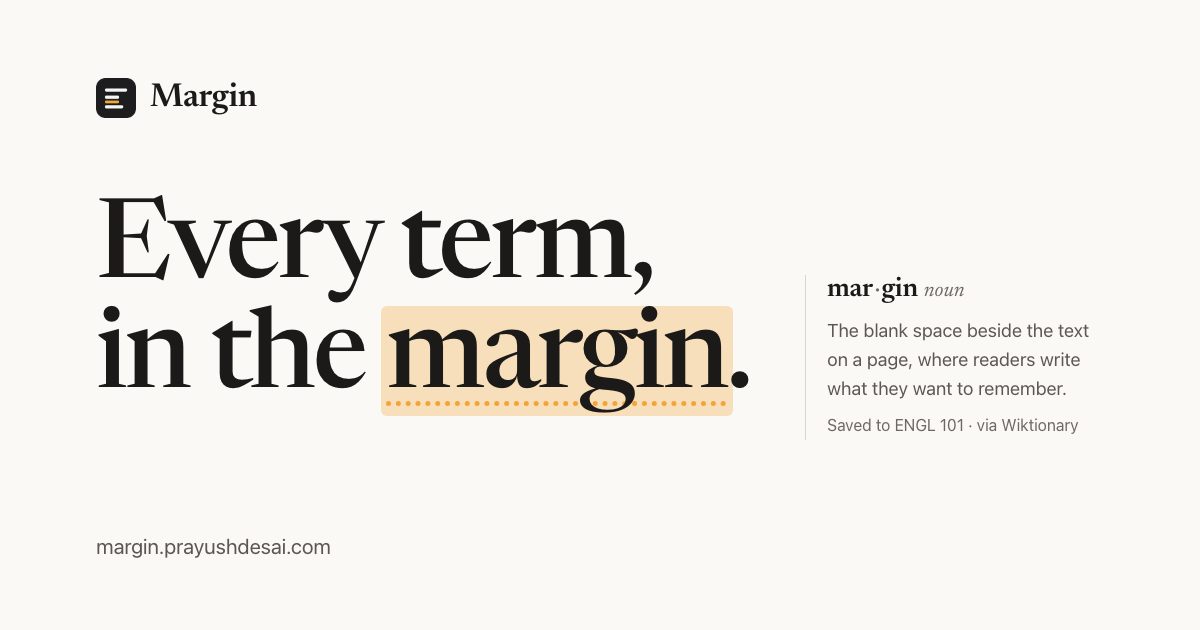 Margin
Every term,
in the margin.
mar·gin noun
The blank space beside the text
on a page, where readers write
what they want to remember.
Saved to ENGL 101 · via Wiktionary
margin.prayushdesai.com